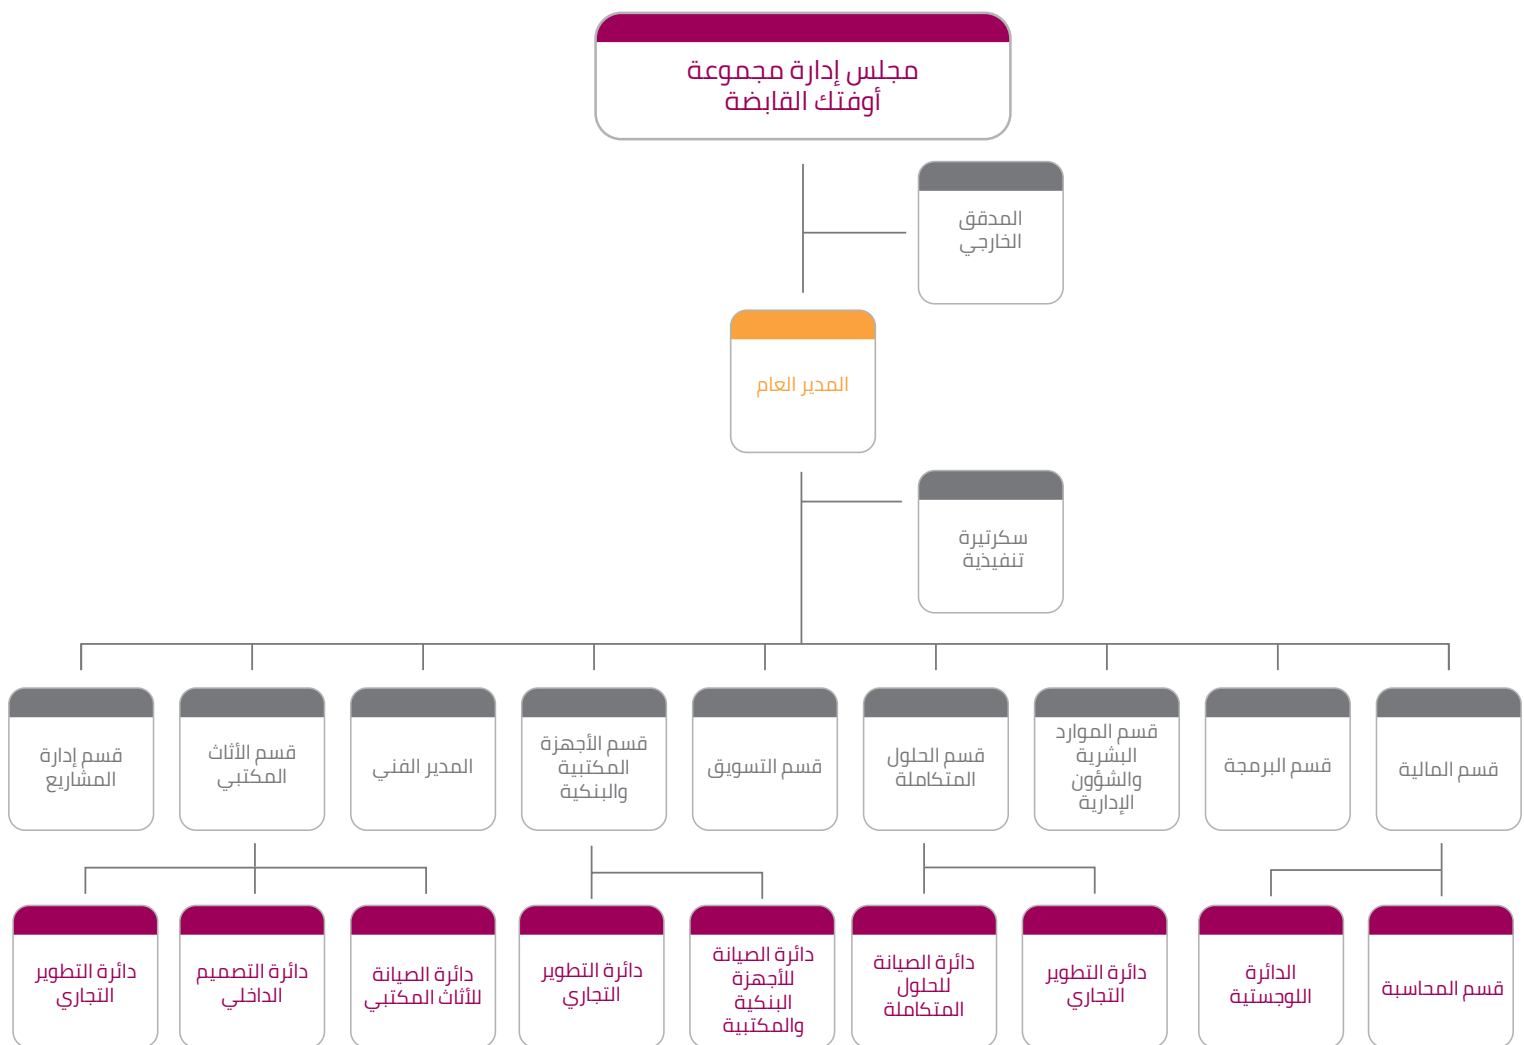 مجلس إدارة مجموعة
أوفتك القابضة
المدقق
الخارجي
المدير العام
سكرتيرة
تنفيذية
قسم المالية
قسم البرمجة
قسم الموارد
البشرية
والشؤون
الإدارية
قسم الحلول
المتكاملة
قسم التسويق
قسم الأجهزة
المكتبية
والبنكية
المدير الفني
قسم الأثاث
المكتبي
قسم إدارة
المشاريع
قسم المحاسبة
الدائرة
اللوجستية
دائرة التطوير
التجاري
دائرة الصيانة
للحلول
المتكاملة
دائرة الصيانة
للأجهزة
البنكية
والمكتبية
دائرة التطوير
التجاري
دائرة الصيانة
للأثاث المكتبي
دائرة التصميم
الداخلي
دائرة التطوير
التجاري